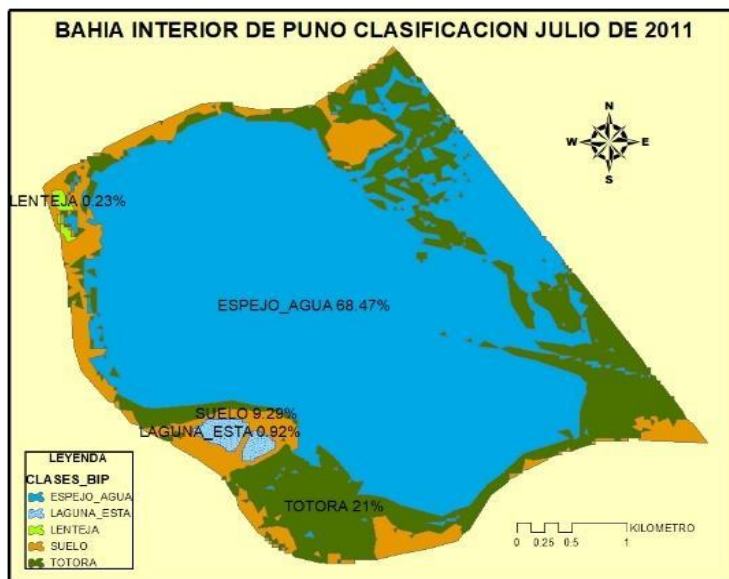 BAHIA INTERIOR DE PUNO CLASIFICACION JULIO DE 2011
N
W E
S
LENTEJA 0.23%
ESPEJO_AGUA 68.47%
SUELO 9.29%
LAGUNA_ESTA 0.92%
TOTORA 21%
LEYENDA
CLASES_BIP
ESPEJO_AGUA
LAGUNA_ESTA
LENTEJA
SUELO
TOTORA
KILOMETRO
0 0.25 0.5 1